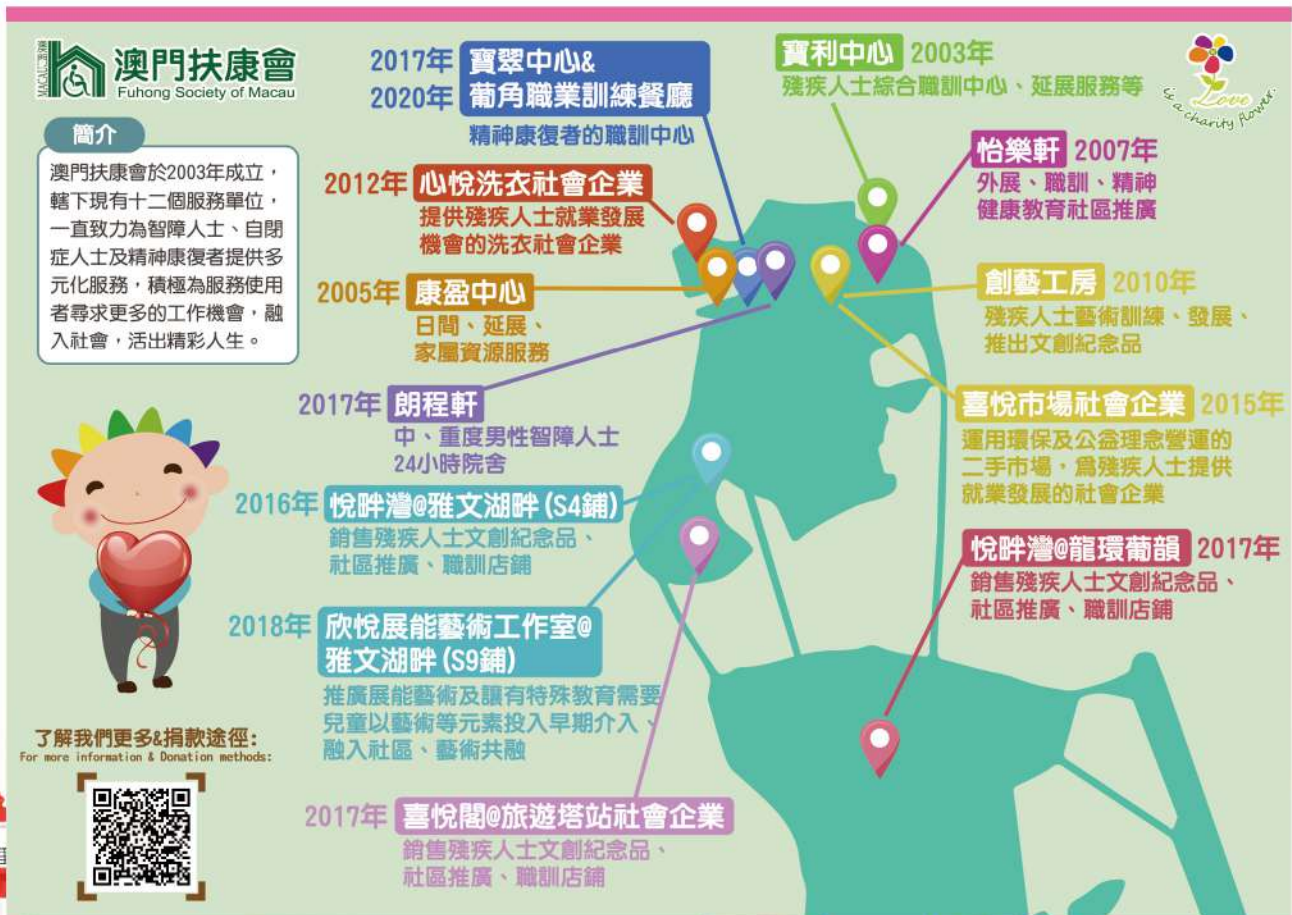 MACAU 澳門
澳門扶康會
Fuhong Society of Macau
簡介
澳門扶康會於2003年成立，
轄下現有十二個服務單位，
一直致力為智障人士、自閉
症人士及精神康復者提供多
元化服務，積極為服務使用
者尋求更多的工作機會，融
入社會，活出精彩人生。
2017年 寶翠中心&
2020年 葡角職業訓練餐廳
精神康復者的職訓中心
寶利中心 2003年
殘疾人士綜合職訓中心、延展服務等
Love
is a charity flower.
怡樂軒 2007年
外展、職訓、精神
健康教育社區推廣
2012年 心悅洗衣社會企業
提供殘疾人士就業發展
機會的洗衣社會企業
2005年 康盈中心
日間、延展、
家屬資源服務
創藝工房 2010年
殘疾人士藝術訓練、發展、
推出文創紀念品
2017年 朗程軒
中、重度男性智障人士
24小時院舍
喜悅市場社會企業 2015年
運用環保及公益理念營運的
二手市場，為殘疾人士提供
就業發展的社會企業
2016年 悅畔灣@雅文湖畔 (S4鋪)
銷售殘疾人士文創紀念品、
社區推廣、職訓店鋪
悅畔灣@龍環葡韻 2017年
銷售殘疾人士文創紀念品、
社區推廣、職訓店鋪
2018年 欣悅展能藝術工作室@
雅文湖畔 (S9鋪)
推廣展能藝術及讓有特殊教育需要
兒童以藝術等元素投入早期介入、
融入社區、藝術共融
2017年 喜悅閣@旅遊塔站社會企業
銷售殘疾人士文創紀念品、
社區推廣、職訓店鋪
了解我們更多&捐款途徑：
For more information & Donation methods: